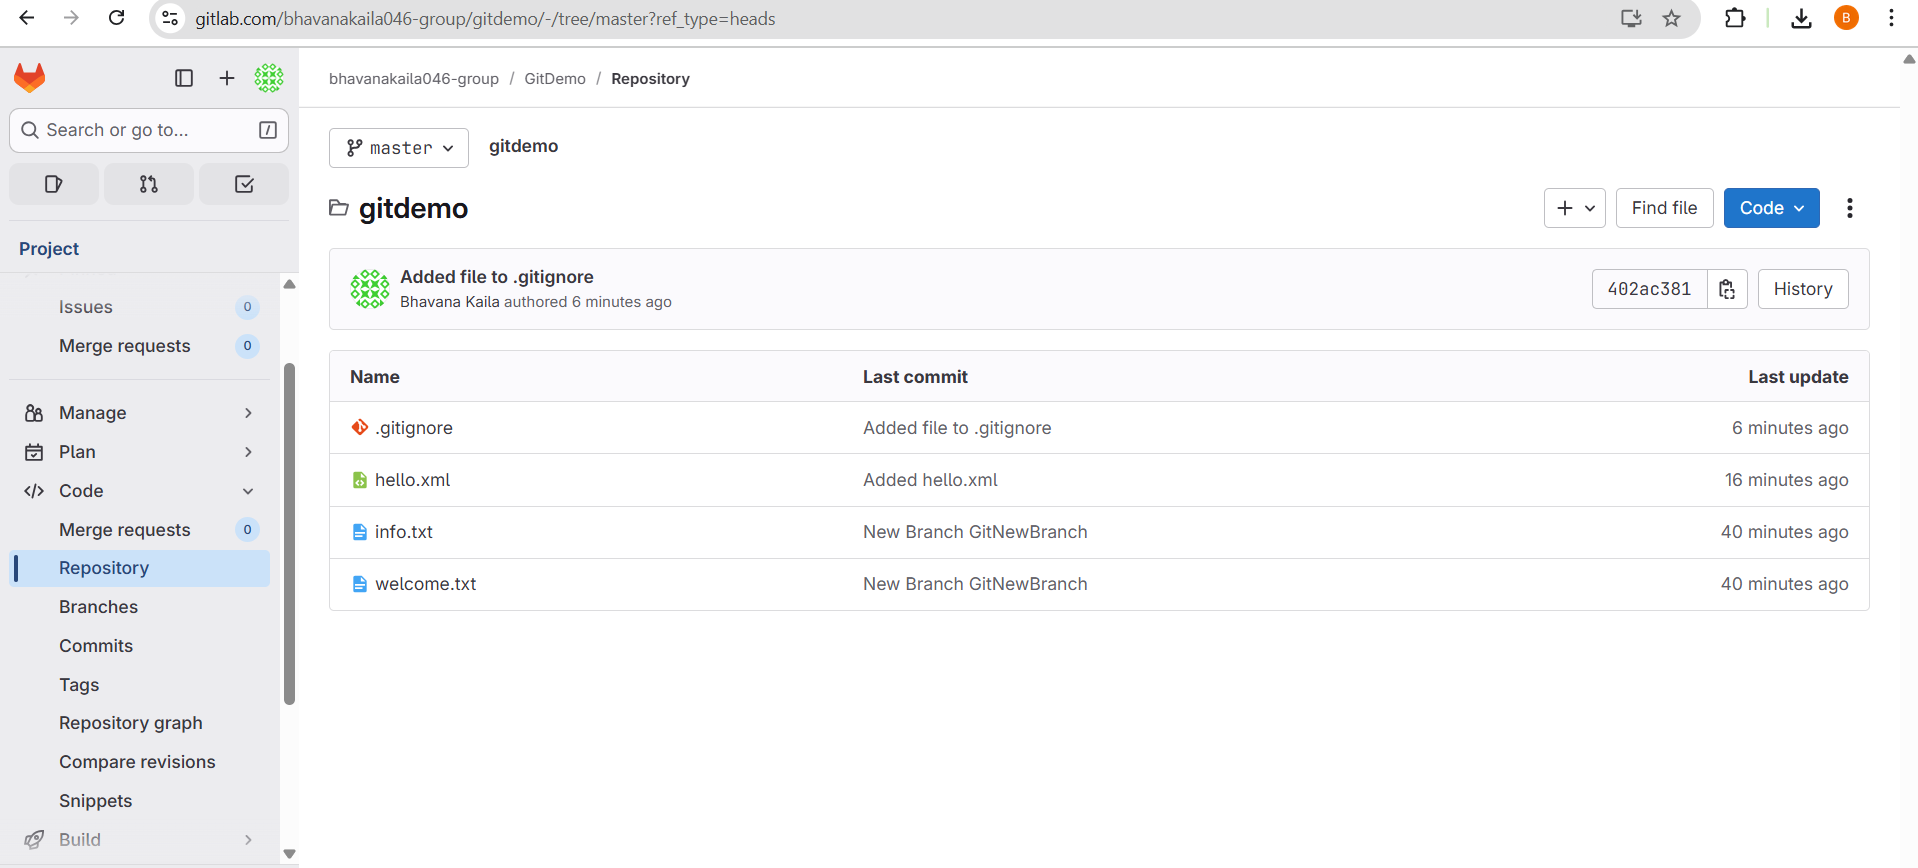 gitlab.com/bhavanakaila046-group/gitdemo/-/tree/master?ref_type=heads
B
Search or go to...
/
Project
Issues 0
Merge requests 0
Manage
Plan
Code
Merge requests 0
Repository
Branches
Commits
Tags
Repository graph
Compare revisions
Snippets
Build
bhavanakaila046-group / GitDemo / Repository
master gitdemo
gitdemo
Find file Code
Added file to .gitignore
Bhavana Kaila authored 6 minutes ago
402ac381 History
Name Last commit Last update
.gitignore Added file to .gitignore 6 minutes ago
hello.xml Added hello.xml 16 minutes ago
info.txt New Branch GitNewBranch 40 minutes ago
welcome.txt New Branch GitNewBranch 40 minutes ago